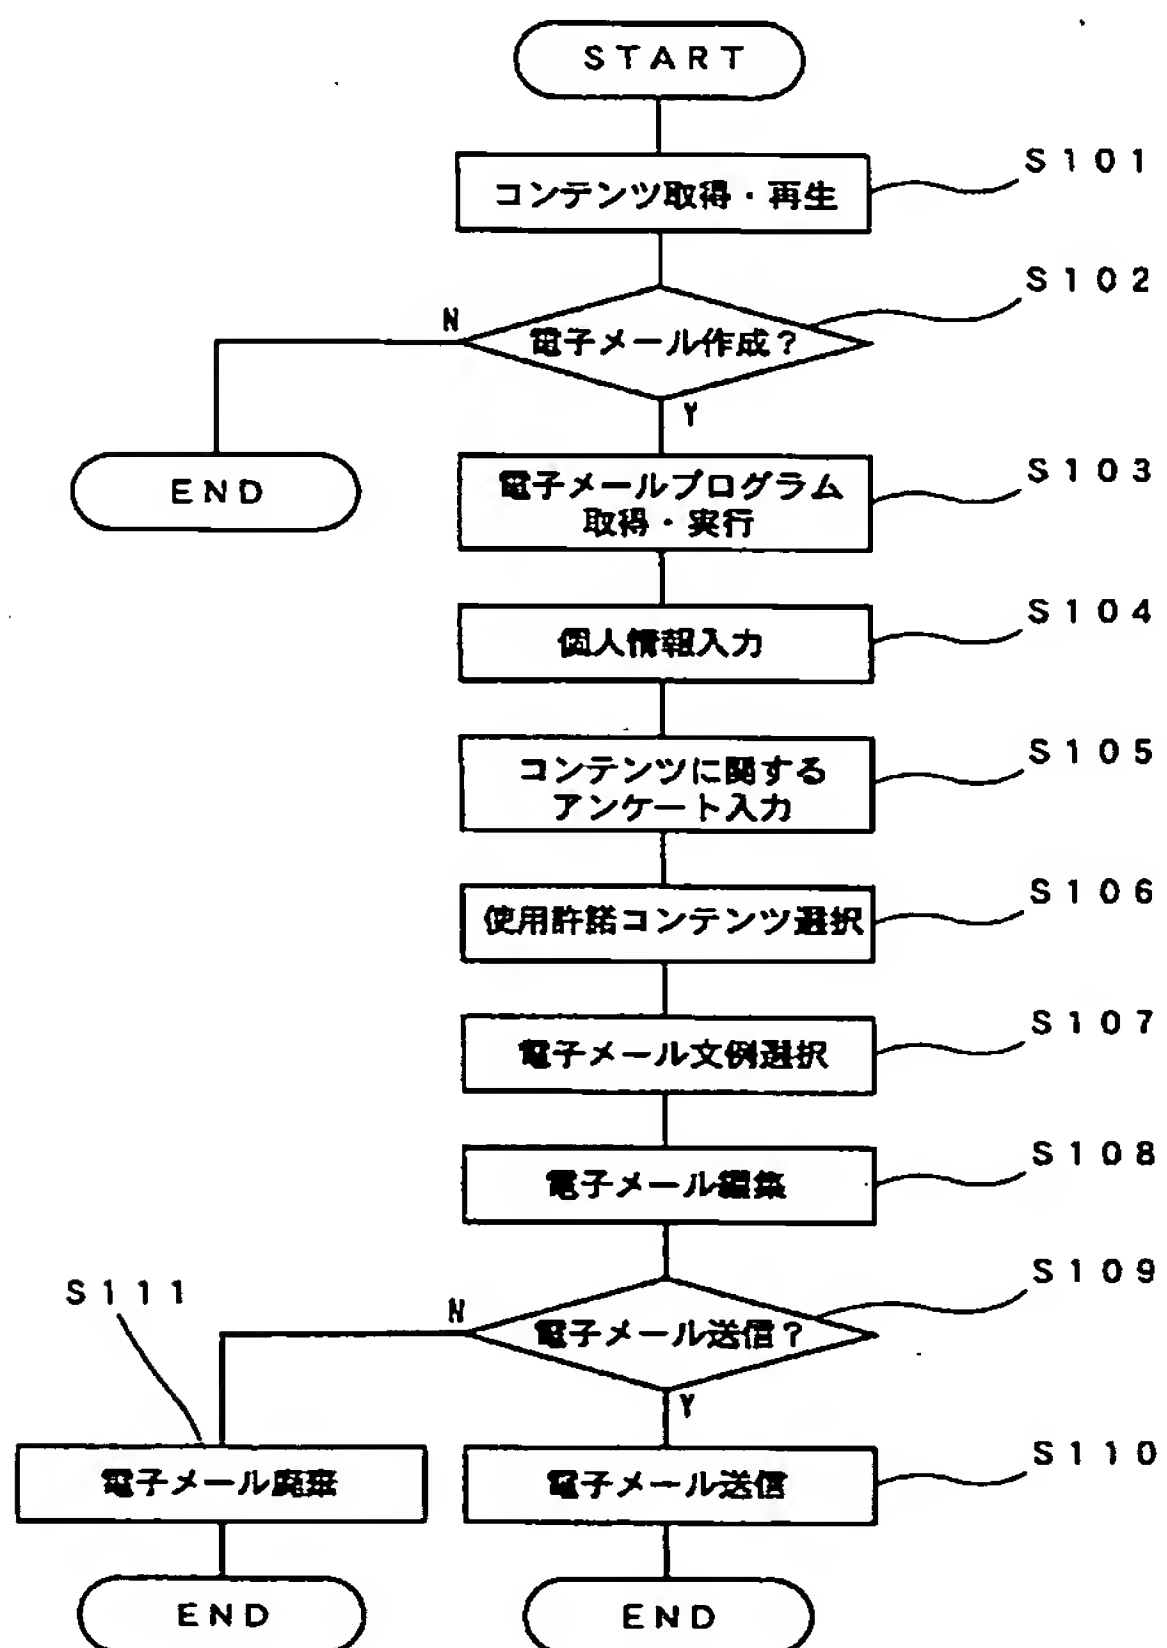 START
コンテンツ取得・再生
S101
電子メール作成?
S102
N
Y
END
電子メールプログラム
取得・実行
S103
個人情報入力
S104
コンテンツに関する
アンケート入力
S105
使用許諾コンテンツ選択
S106
電子メール文例選択
S107
電子メール編集
S108
電子メール送信?
S109
N
Y
S111
電子メール廃棄
電子メール送信
S110
END
END